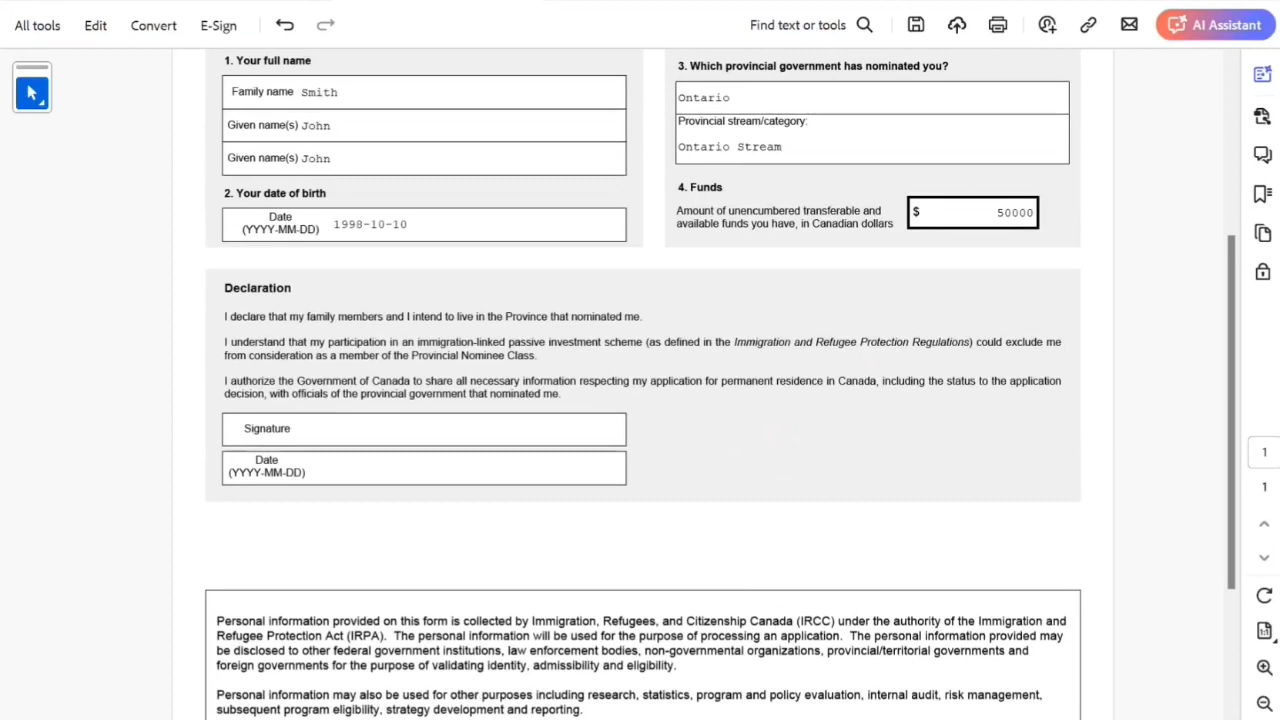 All tools Edit Convert E-Sign Find text or tools AI Assistant
1. Your full name
Family name Smith
Given name(s) John
Given name(s) John
2. Your date of birth
Date
(YYYY-MM-DD) 1998-10-10
3. Which provincial government has nominated you?
Ontario
Provincial stream/category:
Ontario Stream
4. Funds
Amount of unencumbered transferable and
available funds you have, in Canadian dollars
$ 50000
Declaration
I declare that my family members and I intend to live in the Province that nominated me.
I understand that my participation in an immigration-linked passive investment scheme (as defined in the Immigration and Refugee Protection Regulations) could exclude me
from consideration as a member of the Provincial Nominee Class.
I authorize the Government of Canada to share all necessary information respecting my application for permanent residence in Canada, including the status to the application
decision, with officials of the provincial government that nominated me.
Signature
Date
(YYYY-MM-DD)
Personal information provided on this form is collected by Immigration, Refugees, and Citizenship Canada (IRCC) under the authority of the Immigration and
Refugee Protection Act (IRPA). The personal information will be used for the purpose of processing an application. The personal information provided may
be disclosed to other federal government institutions, law enforcement bodies, non-governmental organizations, provincial/territorial governments and
foreign governments for the purpose of validating identity, admissibility and eligibility.
Personal information may also be used for other purposes including research, statistics, program and policy evaluation, internal audit, risk management,
subsequent program eligibility, strategy development and reporting.
1
1
1:1